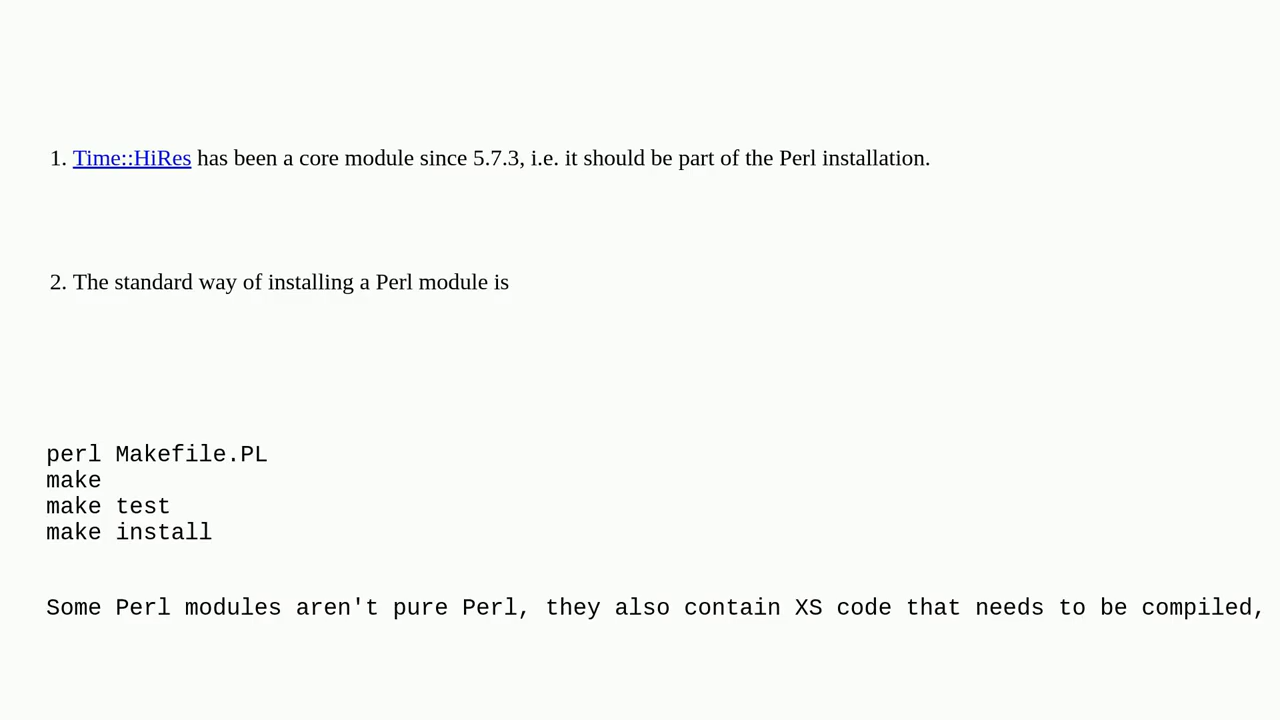 1. Time::HiRes has been a core module since 5.7.3, i.e. it should be part of the Perl installation.
2. The standard way of installing a Perl module is
perl Makefile.PL
make
make test
make install
Some Perl modules aren't pure Perl, they also contain XS code that needs to be compiled,